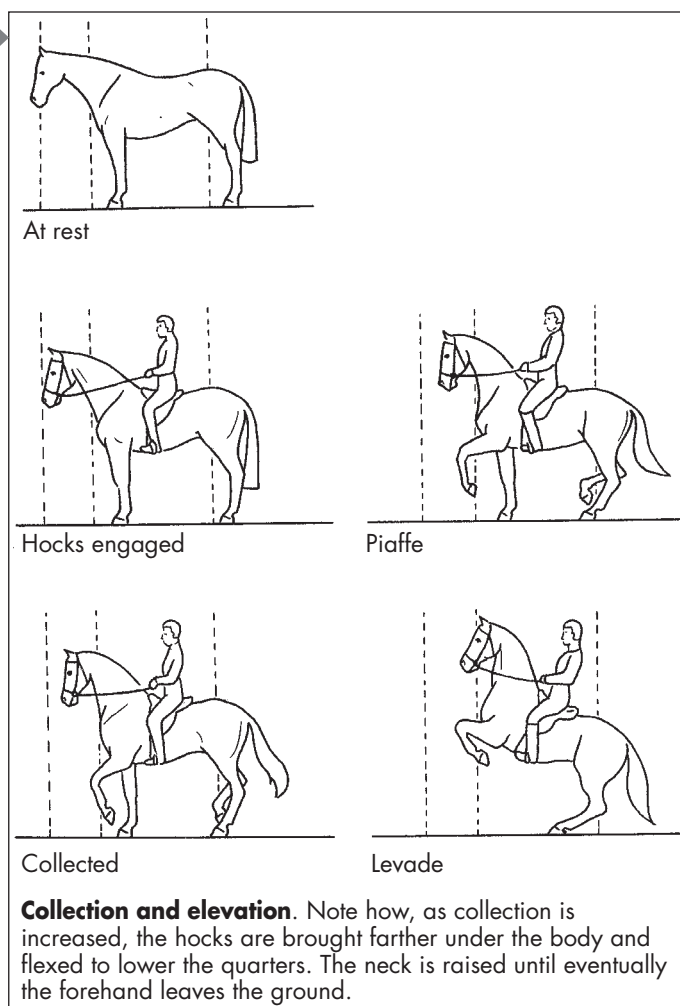 At rest
Hocks engaged
Piaffe
Collected
Levade
Collection and elevation. Note how, as collection is
increased, the hocks are brought farther under the body and
flexed to lower the quarters. The neck is raised until eventually
the forehand leaves the ground.